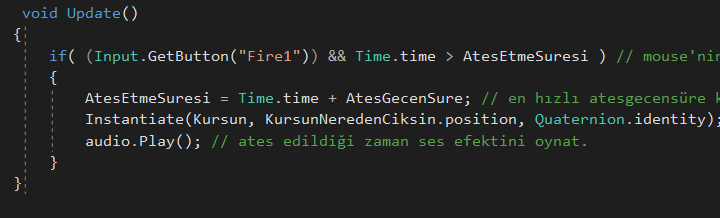 void Update()
{
if( (Input.GetButton("Fire1")) && Time.time > AtesEtmeSuresi ) // mouse'nin
{
AtesEtmeSuresi = Time.time + AtesGecenSure; // en hızlı atesgecensüre
Instantiate(Kursun, KursunNeredenCiksin.position, Quaternion.identity);
audio.Play(); // ates edildiği zaman ses efektini oynat.
}
}